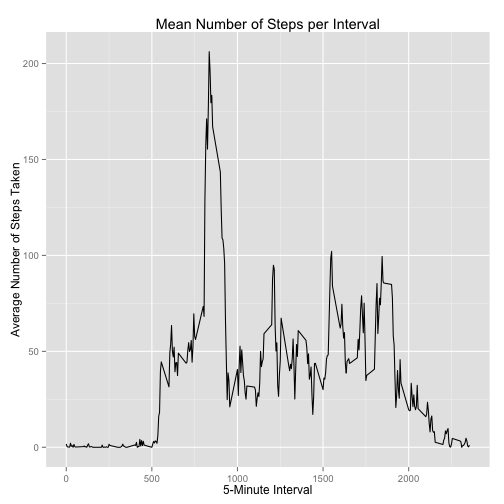 Mean Number of Steps per Interval
Average Number of Steps Taken
200
150
100
50
0
0 500 1000 1500 2000
5-Minute Interval